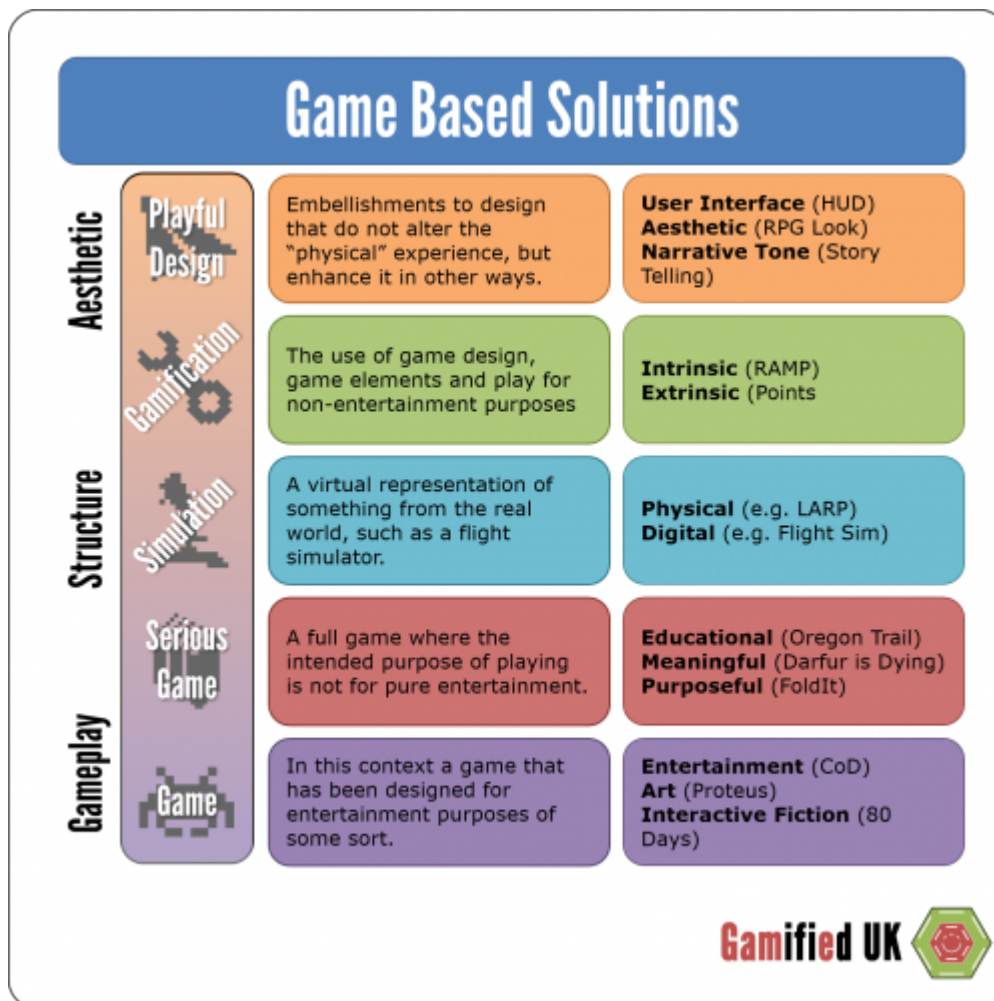 Game Based Solutions
Aesthetic
Playful
Design
Embellishments to design
that do not alter the
“physical” experience, but
enhance it in other ways.
User Interface (HUD)
Aesthetic (RPG Look)
Narrative Tone (Story
Telling)
Gamification
The use of game design,
game elements and play for
non-entertainment purposes
Intrinsic (RAMP)
Extrinsic (Points
Structure
Simulation
A virtual representation of
something from the real
world, such as a flight
simulator.
Physical (e.g. LARP)
Digital (e.g. Flight Sim)
Serious
Game
A full game where the
intended purpose of playing
is not for pure entertainment.
Educational (Oregon Trail)
Meaningful (Darfur is Dying)
Purposeful (FoldIt)
Gameplay
Game
In this context a game that
has been designed for
entertainment purposes of
some sort.
Entertainment (CoD)
Art (Proteus)
Interactive Fiction (80
Days)
Gamified UK